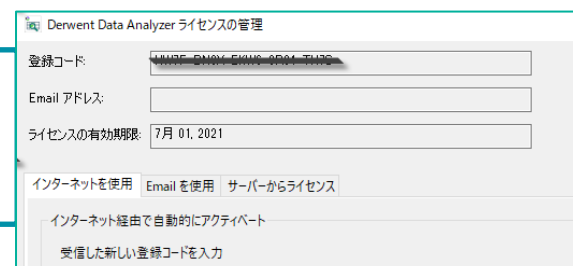 Derwent Data Analyzer ライセンスの管理
登録コード:
Email アドレス:
ライセンスの有効期限: 7月 01, 2021
インターネットを使用 Email を使用 サーバーからライセンス
インターネット経由で自動的にアクティベート
受信した新しい登録コードを入力